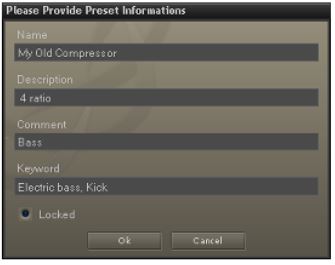 Please Provide Preset Informations
Name
My Old Compressor
Description
4 ratio
Comment
Bass
Keyword
Electric bass, Kick
Locked
Ok
Cancel